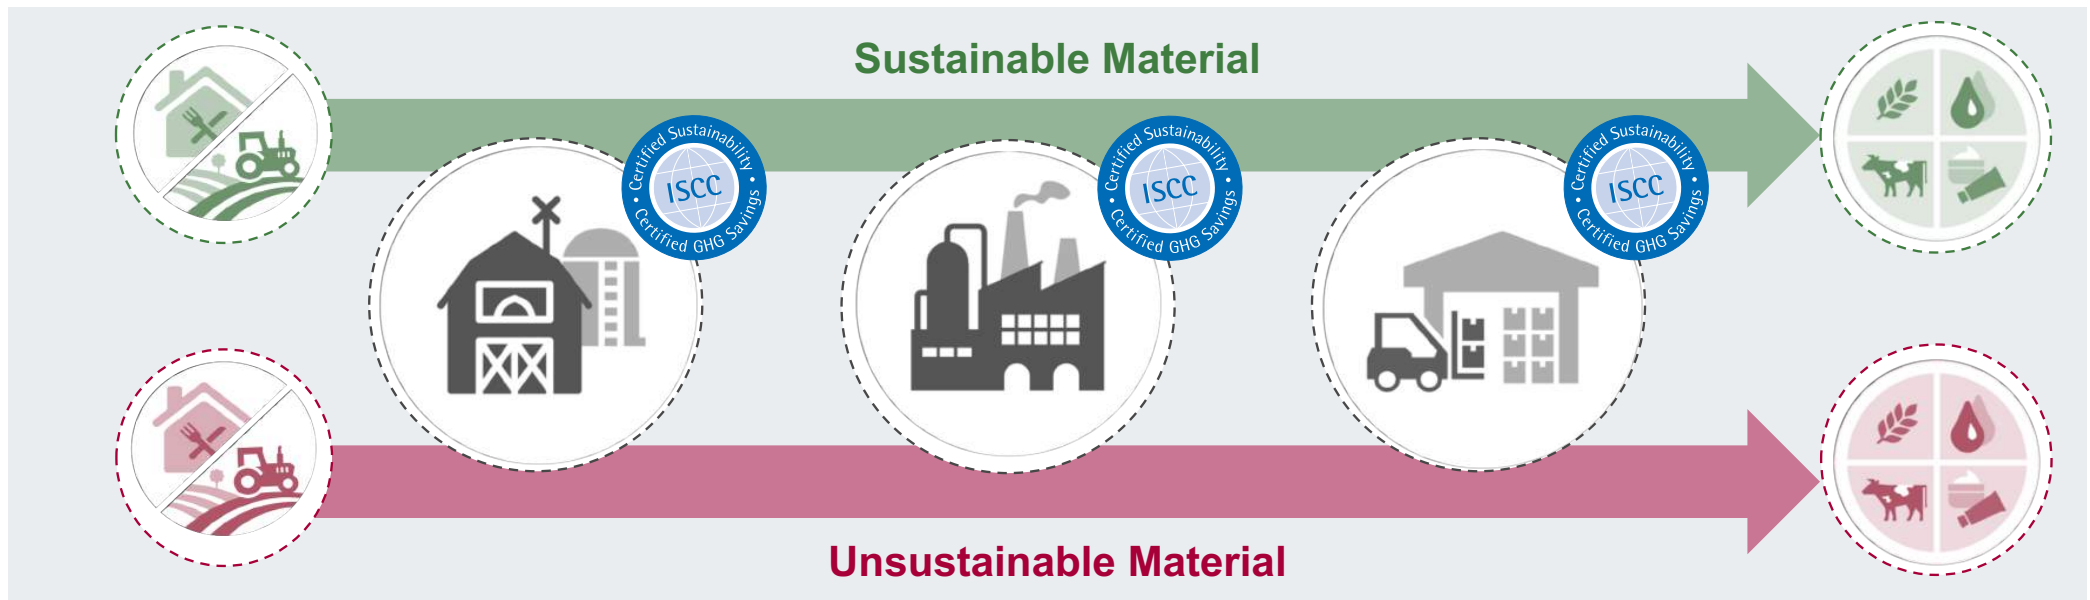 Sustainable Material
Certified Sustainability
ISCC
Certified GHG Savings
Certified Sustainability
ISCC
Certified GHG Savings
Certified Sustainability
ISCC
Certified GHG Savings
Unsustainable Material